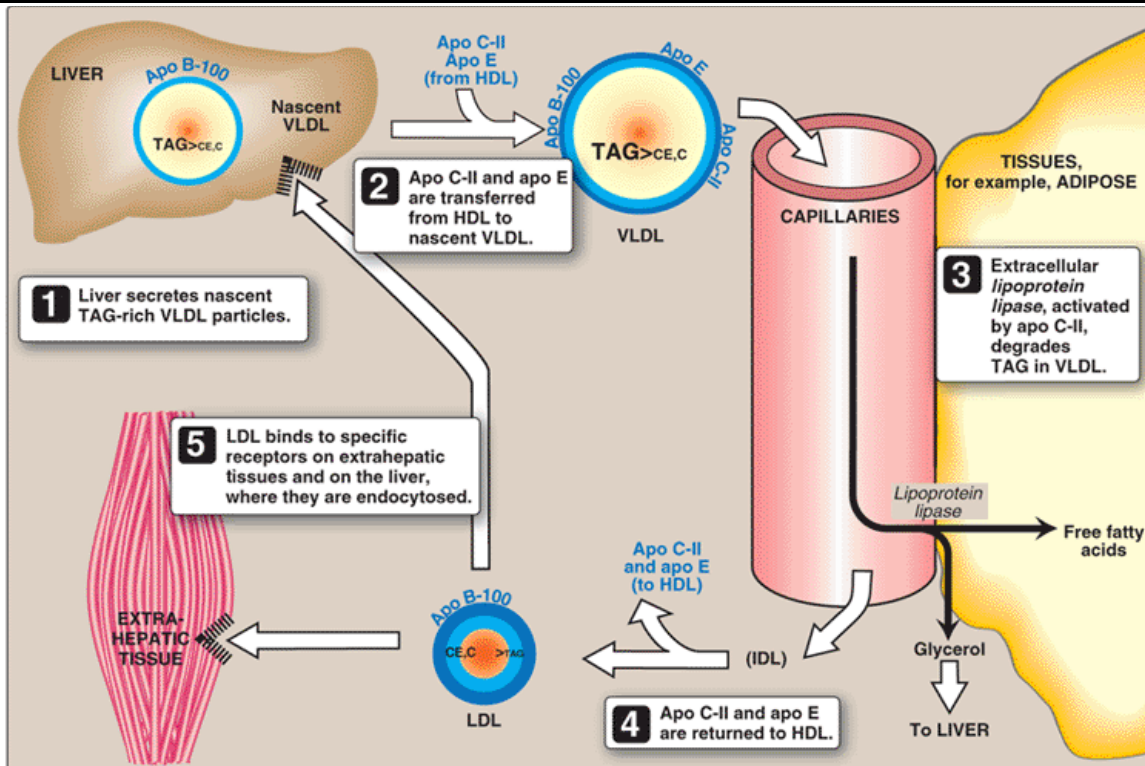 LIVER
Apo B-100
Nascent
VLDL
TAG>CE,C
Apo C-II
Apo E
(from HDL)
Apo B-100
Apo E
Apo C-II
TAG>CE,C
VLDL
2 Apo C-II and apo E
are transferred
from HDL to
nascent VLDL.
CAPILLARIES
TISSUES,
for example, ADIPOSE
1 Liver secretes nascent
TAG-rich VLDL particles.
3 Extracellular
lipoprotein
lipase, activated
by apo C-II,
degrades
TAG in VLDL.
5 LDL binds to specific
receptors on extrahepatic
tissues and on the liver,
where they are endocytosed.
Lipoprotein
lipase
Free fatty
acids
Apo C-II
and apo E
(to HDL)
Apo B-100
CE,C >TAG
LDL
EXTRA-
HEPATIC
TISSUE
(IDL)
Glycerol
To LIVER
4 Apo C-II and apo E
are returned to HDL.